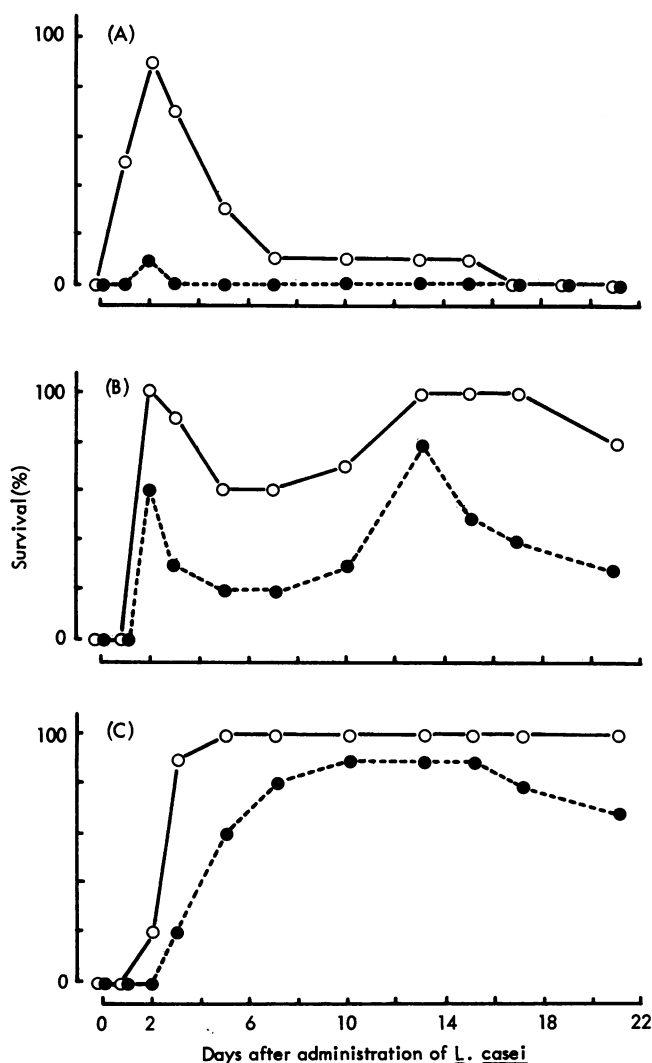 100
(A)
0
100
(B)
0
Survival(%)
100
(C)
0
0 2 6 10 14 18 22
Days after administration of L. casei